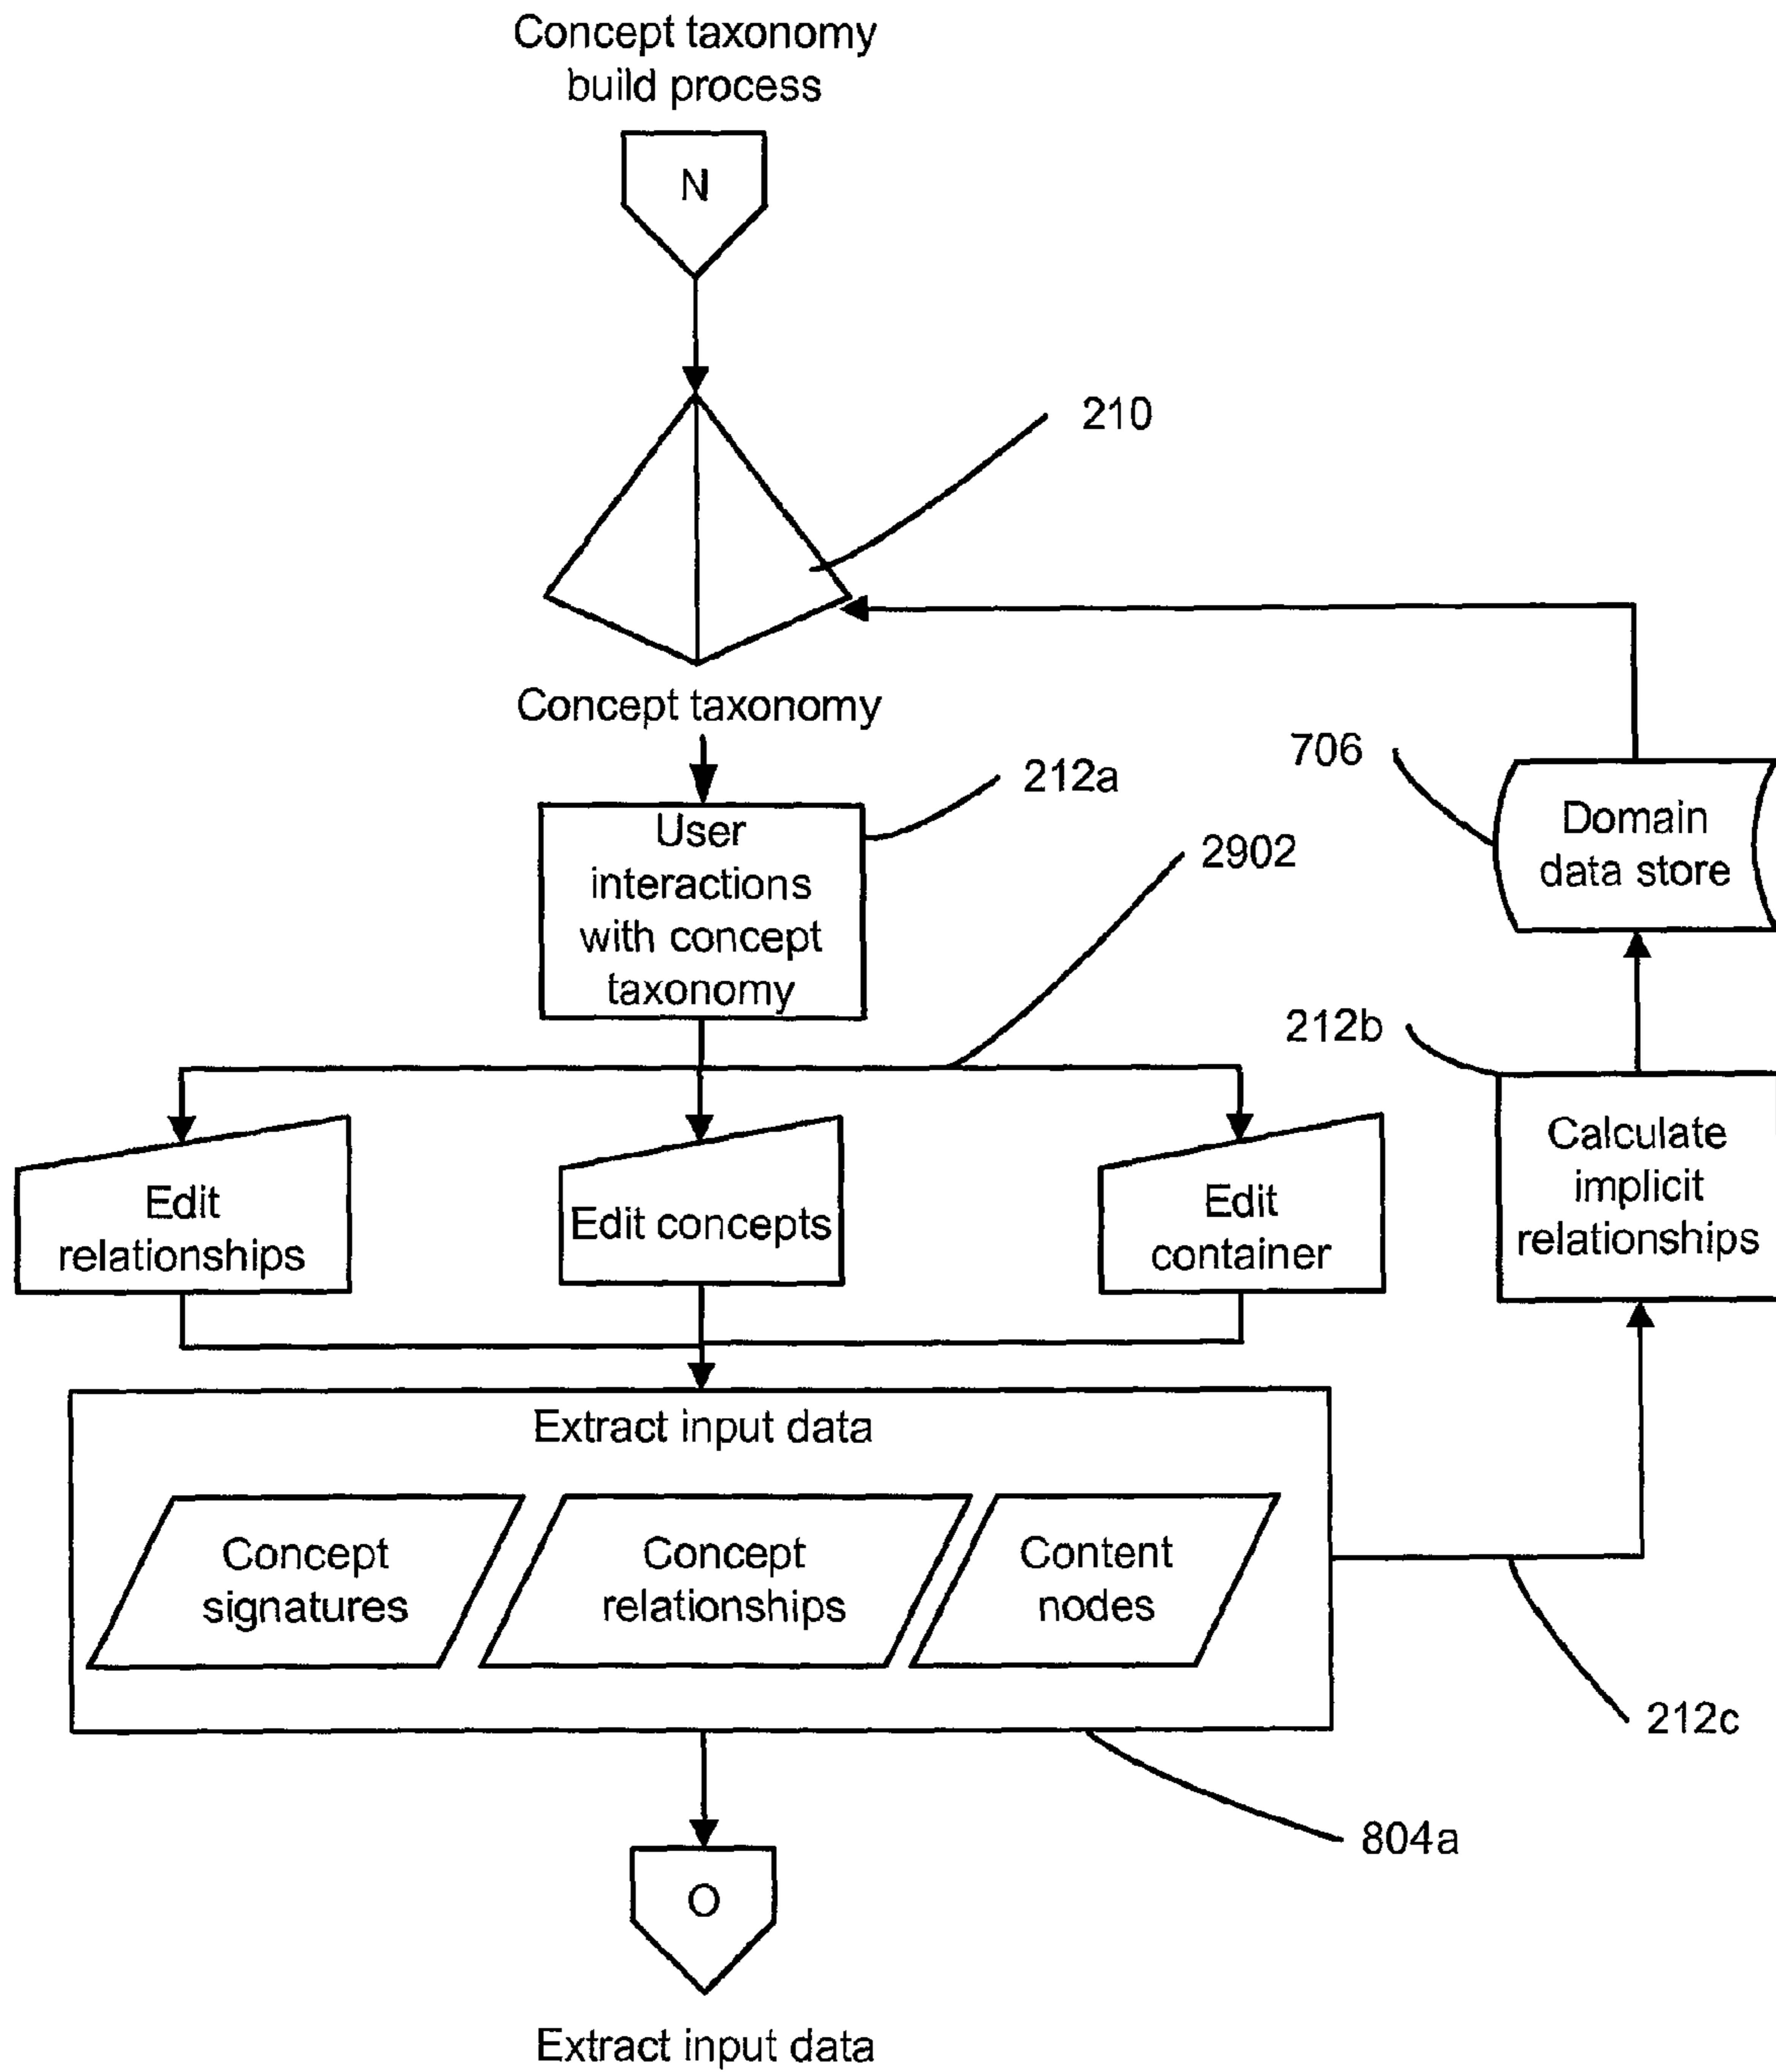 Concept taxonomy
build process
N
210
Concept taxonomy
706
212a
Domain
data store
User
interactions
with concept
taxonomy
2902
212b
Calculate
implicit
relationships
Edit
relationships
Edit concepts
Edit
container
Extract input data
Concept
signatures
Concept
relationships
Content
nodes
212c
804a
O
Extract input data